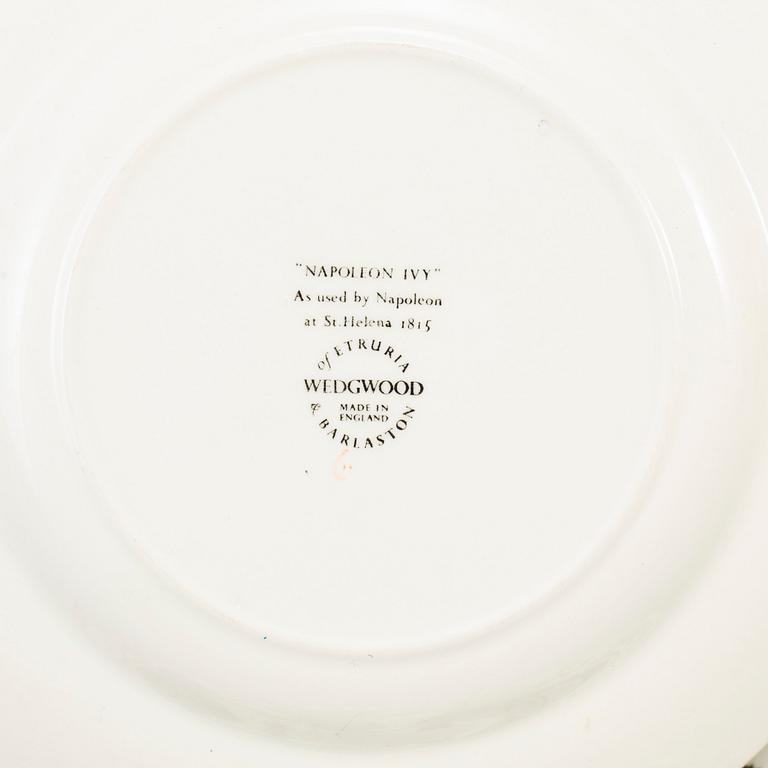 "NAPOLEON IVY"
As used by Napoleon
at St. Helena 1815
of ETRURIA
WEDGWOOD
MADE IN
ENGLAND
& BARLASTON